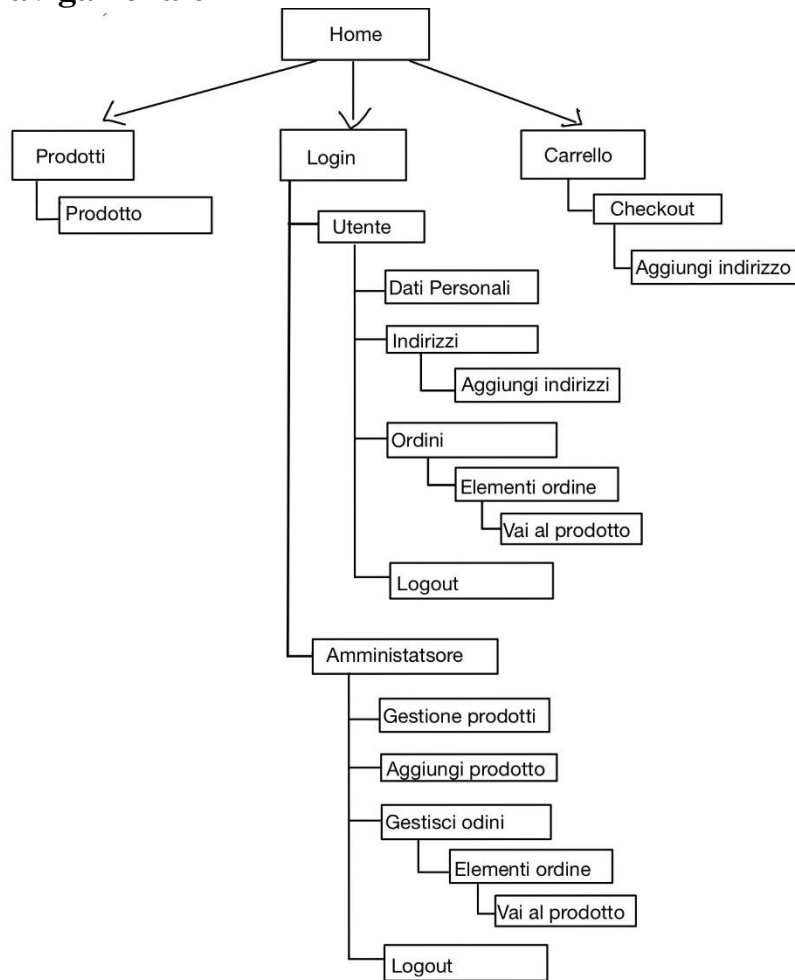 Home
Prodotti
Login
Carrello
Prodotto
Checkout
Utente
Aggiungi indirizzo
Dati Personali
Indirizzi
Aggiungi indirizzi
Ordini
Elementi ordine
Vai al prodotto
Logout
Amministatsore
Gestione prodotti
Aggiungi prodotto
Gestisci odini
Elementi ordine
Vai al prodotto
Logout